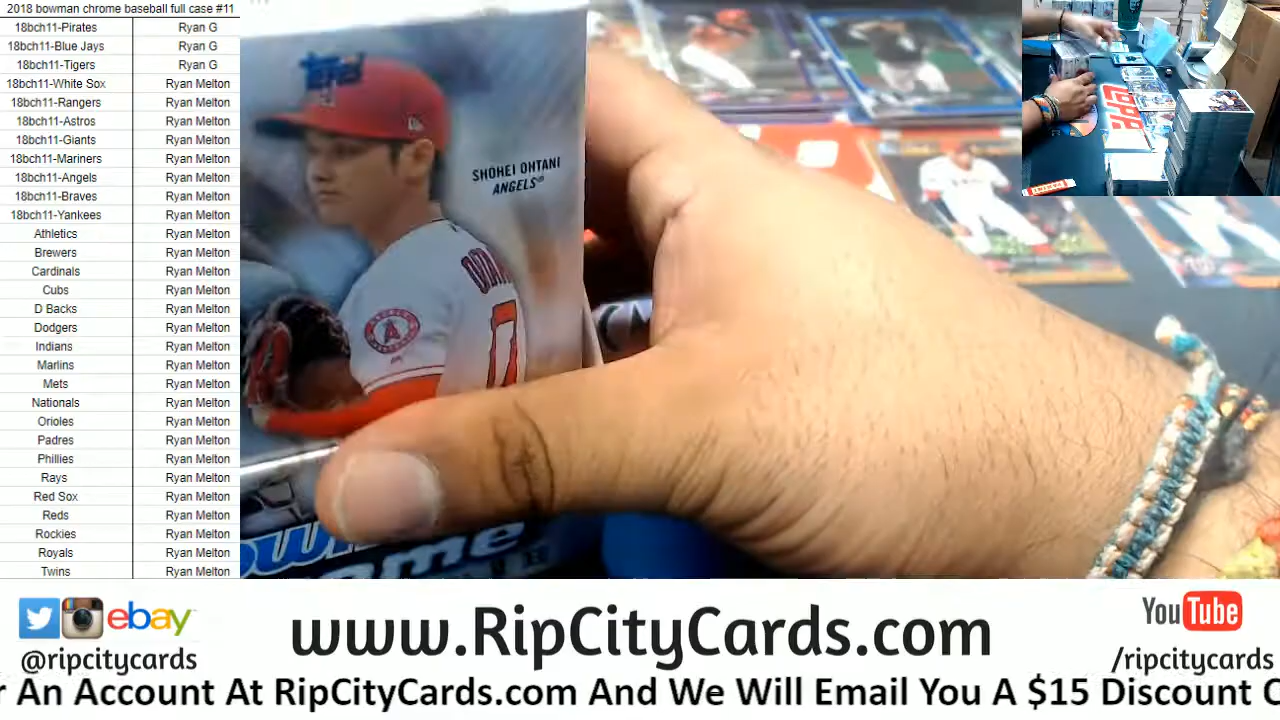 2018 bowman chrome baseball full case #11
18bch11-Pirates Ryan G
18bch11-Blue Jays Ryan G
18bch11-Tigers Ryan G
18bch11-White Sox Ryan Melton
18bch11-Rangers Ryan Melton
18bch11-Astros Ryan Melton
18bch11-Giants Ryan Melton
18bch11-Mariners Ryan Melton
18bch11-Angels Ryan Melton
18bch11-Braves Ryan Melton
18bch11-Yankees Ryan Melton
Athletics Ryan Melton
Brewers Ryan Melton
Cardinals Ryan Melton
Cubs Ryan Melton
D Backs Ryan Melton
Dodgers Ryan Melton
Indians Ryan Melton
Marlins Ryan Melton
Mets Ryan Melton
Nationals Ryan Melton
Orioles Ryan Melton
Padres Ryan Melton
Phillies Ryan Melton
Rays Ryan Melton
Red Sox Ryan Melton
Reds Ryan Melton
Rockies Ryan Melton
Royals Ryan Melton
Twins Ryan Melton
Topps
SHOHEI OHTANI
ANGELS®
A
ebay
@ripcitycards
www.RipCityCards.com
YouTube
/ripcitycards
r An Account At RipCityCards.com And We Will Email You A $15 Discount C